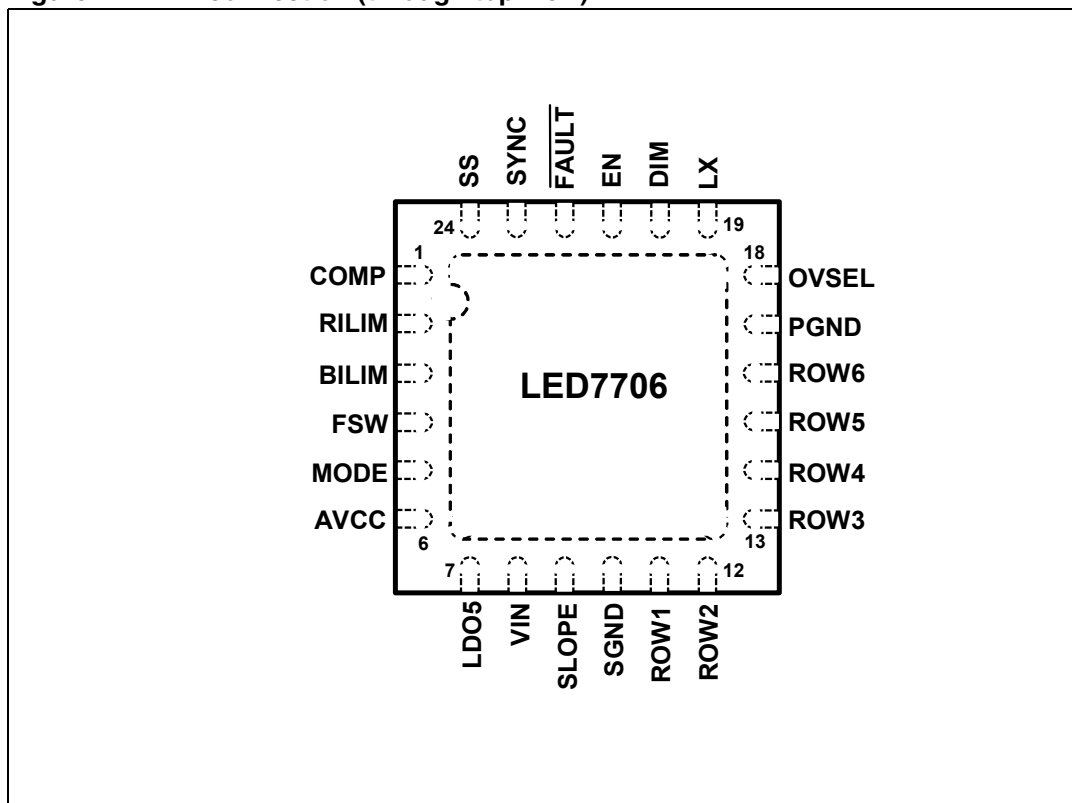 SS
SYNC
FAULT
EN
DIM
LX
24
19
1
18
COMP
OVSEL
RILIM
PGND
BILIM
ROW6
LED7706
FSW
ROW5
MODE
ROW4
AVCC
ROW3
6
13
7
12
LDO5
VIN
SLOPE
SGND
ROW1
ROW2